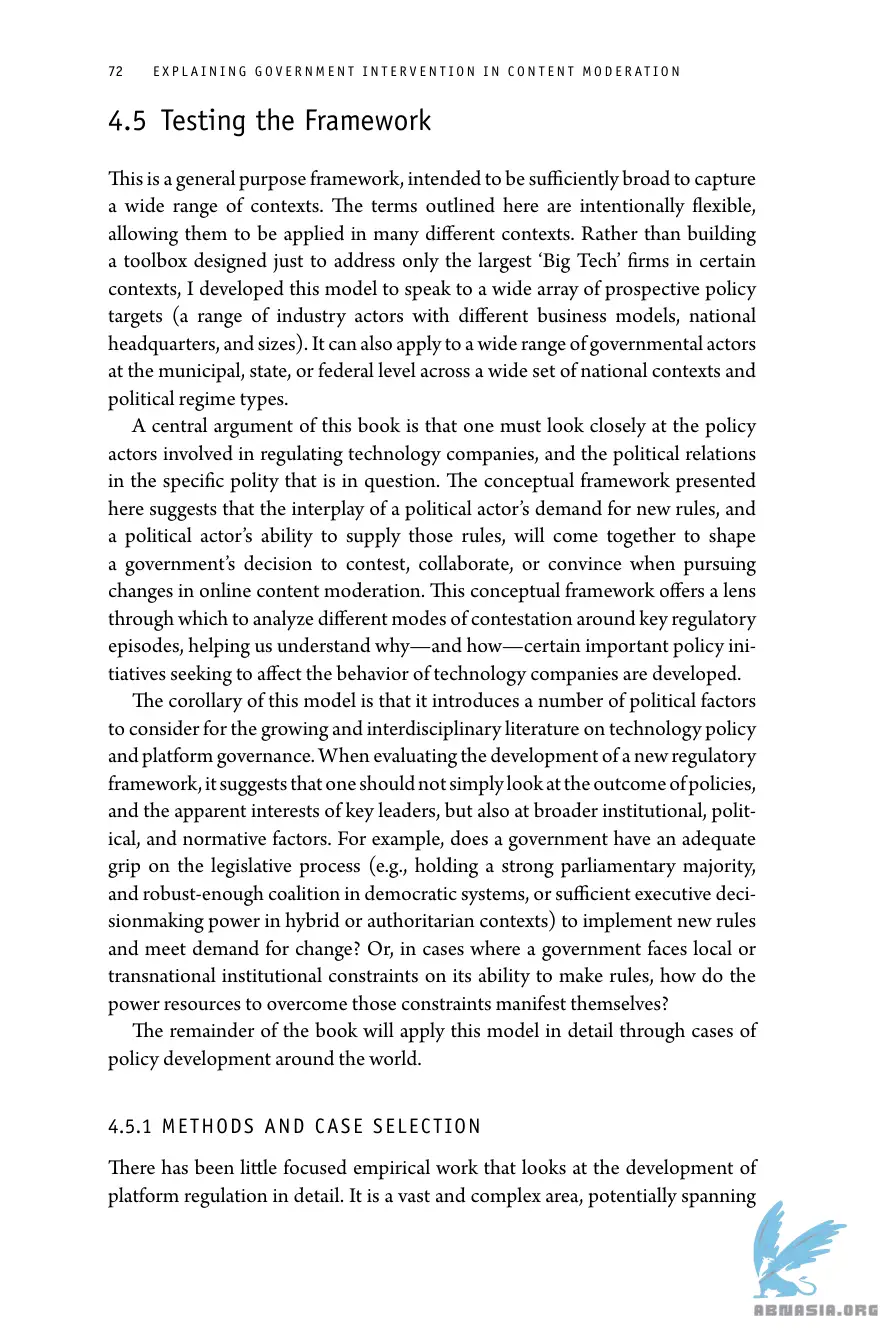 72 EXPLAINING GOVERNMENT INTERVENTION IN CONTENT MODERATION
4.5 Testing the Framework
This is a general purpose framework, intended to be sufficiently broad to capture
a wide range of contexts. The terms outlined here are intentionally flexible,
allowing them to be applied in many different contexts. Rather than building
a toolbox designed just to address only the largest ‘Big Tech’ firms in certain
contexts, I developed this model to speak to a wide array of prospective policy
targets (a range of industry actors with different business models, national
headquarters, and sizes). It can also apply to a wide range of governmental actors
at the municipal, state, or federal level across a wide set of national contexts and
political regime types.
A central argument of this book is that one must look closely at the policy
actors involved in regulating technology companies, and the political relations
in the specific polity that is in question. The conceptual framework presented
here suggests that the interplay of a political actor’s demand for new rules, and
a political actor’s ability to supply those rules, will come together to shape
a government’s decision to contest, collaborate, or convince when pursuing
changes in online content moderation. This conceptual framework offers a lens
through which to analyze different modes of contestation around key regulatory
episodes, helping us understand why—and how—certain important policy ini-
tiatives seeking to affect the behavior of technology companies are developed.
The corollary of this model is that it introduces a number of political factors
to consider for the growing and interdisciplinary literature on technology policy
and platform governance. When evaluating the development of a new regulatory
framework, it suggests that one should not simply look at the outcome of policies,
and the apparent interests of key leaders, but also at broader institutional, polit-
ical, and normative factors. For example, does a government have an adequate
grip on the legislative process (e.g., holding a strong parliamentary majority,
and robust-enough coalition in democratic systems, or sufficient executive deci-
sionmaking power in hybrid or authoritarian contexts) to implement new rules
and meet demand for change? Or, in cases where a government faces local or
transnational institutional constraints on its ability to make rules, how do the
power resources to overcome those constraints manifest themselves?
The remainder of the book will apply this model in detail through cases of
policy development around the world.
4.5.1 METHODS AND CASE SELECTION
There has been little focused empirical work that looks at the development of
platform regulation in detail. It is a vast and complex area, potentially spanning
ABNASIA.ORG